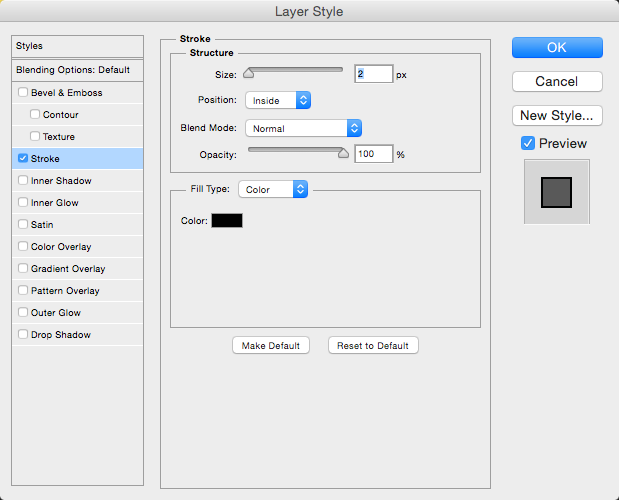 Layer Style
Styles
Blending Options: Default
Bevel & Emboss
Contour
Texture
Stroke
Inner Shadow
Inner Glow
Satin
Color Overlay
Gradient Overlay
Pattern Overlay
Outer Glow
Drop Shadow
Stroke
Structure
Size: 2 px
Position: Inside
Blend Mode: Normal
Opacity: 100 %
Fill Type: Color
Color:
Make Default Reset to Default
OK
Cancel
New Style...
Preview